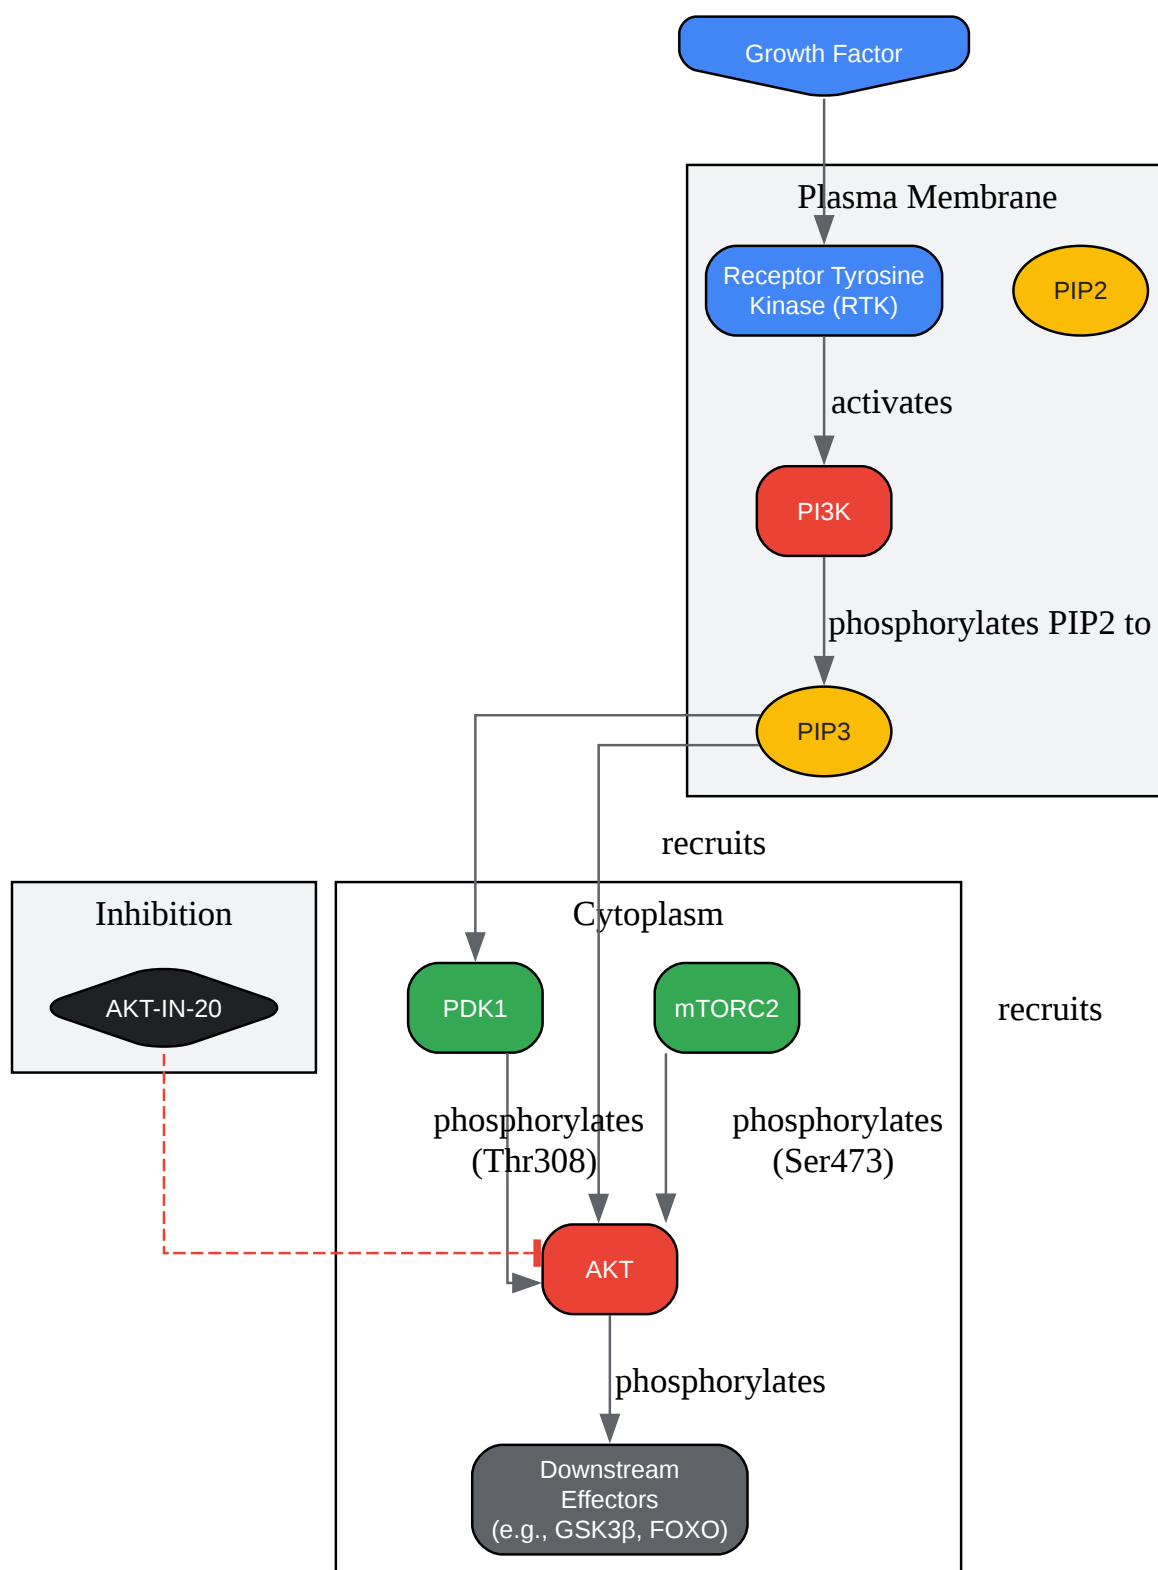 Growth Factor
Plasma Membrane
Receptor Tyrosine
Kinase (RTK)
PIP2
activates
PI3K
phosphorylates PIP2 to
PIP3
recruits
Inhibition
Cytoplasm
AKT-IN-20
PDK1
mTORC2
recruits
phosphorylates
(Thr308)
phosphorylates
(Ser473)
AKT
phosphorylates
Downstream
Effectors
(e.g., GSK3β, FOXO)